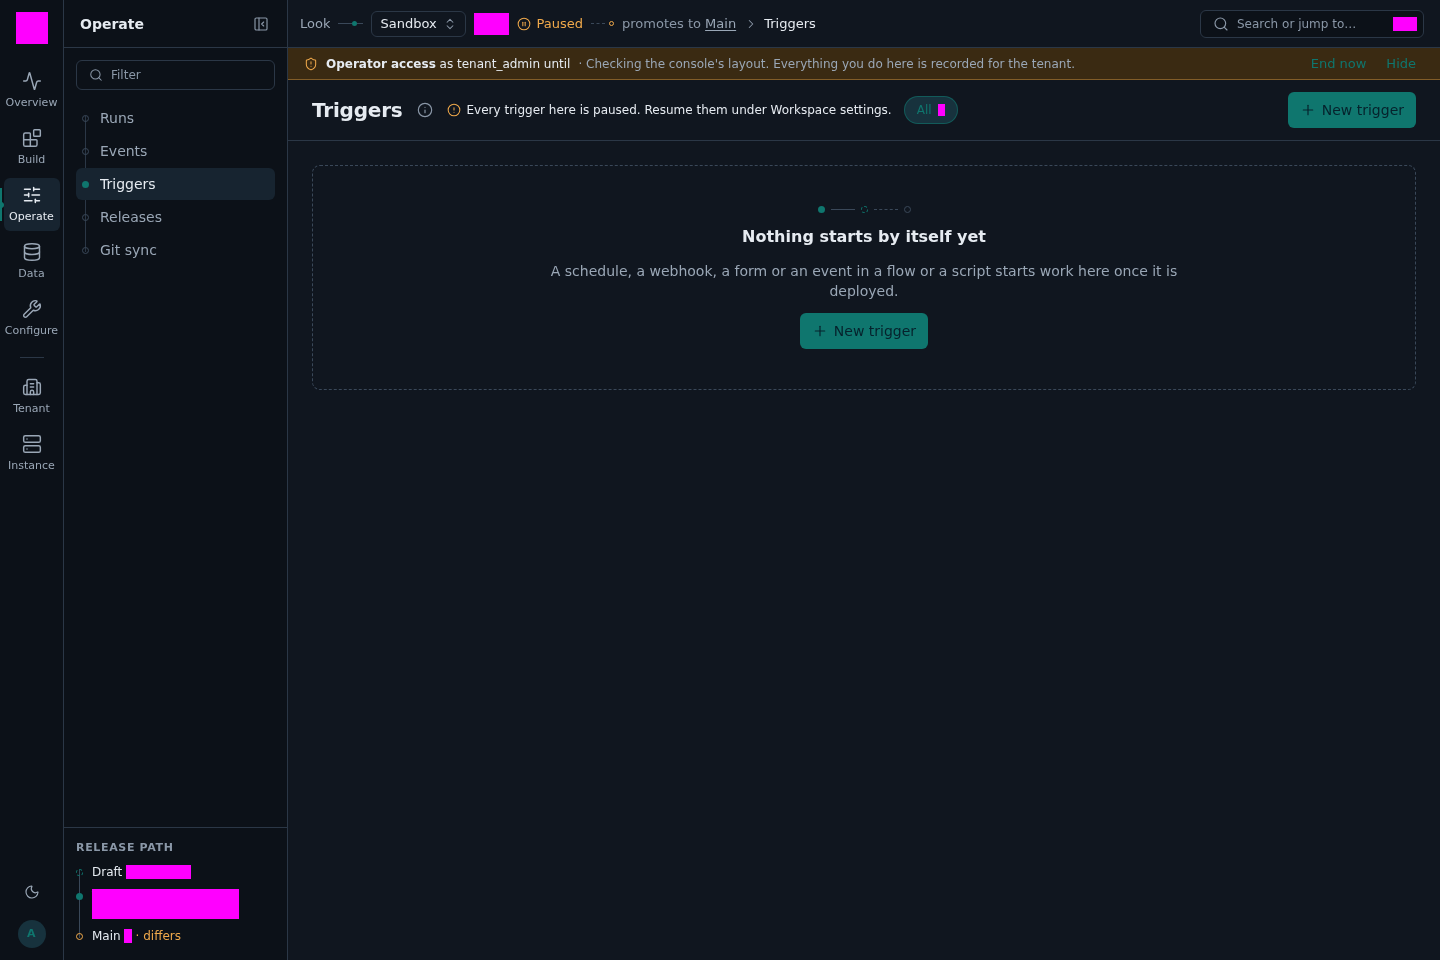 Operate
Look
Sandbox
Paused
promotes to Main
Triggers
Search or jump to...
Operator access as tenant_admin until · Checking the console's layout. Everything you do here is recorded for the tenant.
End now
Hide
Overview
Build
Operate
Data
Configure
Tenant
Instance
A
Filter
Runs
Events
Triggers
Releases
Git sync
RELEASE PATH
Draft
Main · differs
Triggers
Every trigger here is paused. Resume them under Workspace settings.
All
New trigger
Nothing starts by itself yet
A schedule, a webhook, a form or an event in a flow or a script starts work here once it is
deployed.
New trigger